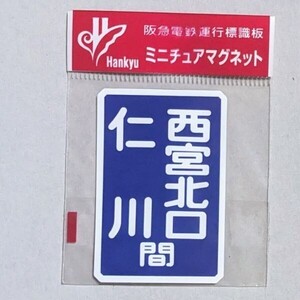 Hankyu
阪急電鉄運行標識板
ミニチュアマグネット
西宮北口
仁川
間